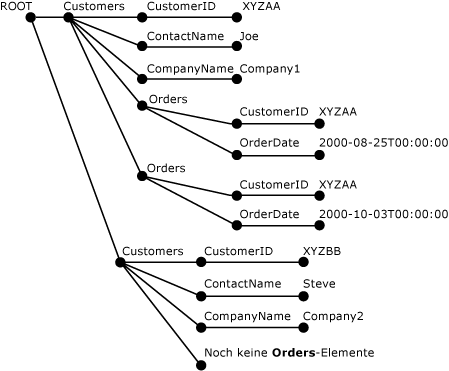 ROOT Customers CustomerID XYZAA
ContactName Joe
CompanyName Company1
Orders
CustomerID XYZAA
OrderDate 2000-08-25T00:00:00
Orders
CustomerID XYZAA
OrderDate 2000-10-03T00:00:00
Customers CustomerID XYZBB
ContactName Steve
CompanyName Company2
Noch keine Orders-Elemente